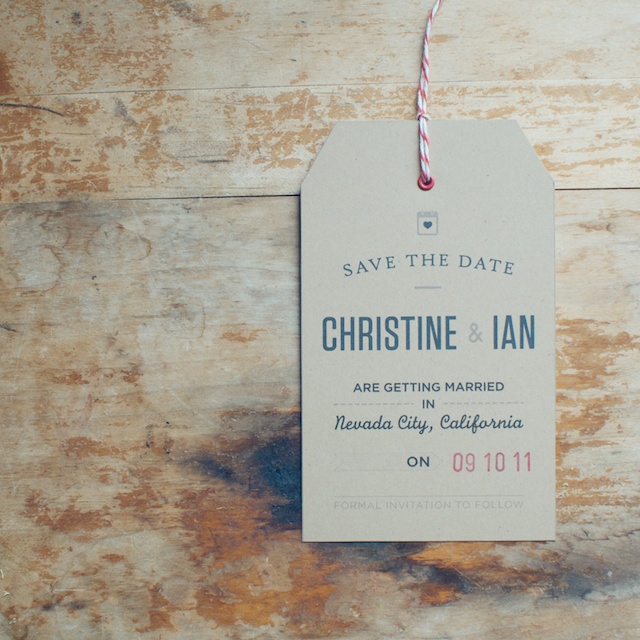 SAVE THE DATE
CHRISTINE & IAN
ARE GETTING MARRIED
IN
Nevada City, California
ON 09 10 11
FORMAL INVITATION TO FOLLOW